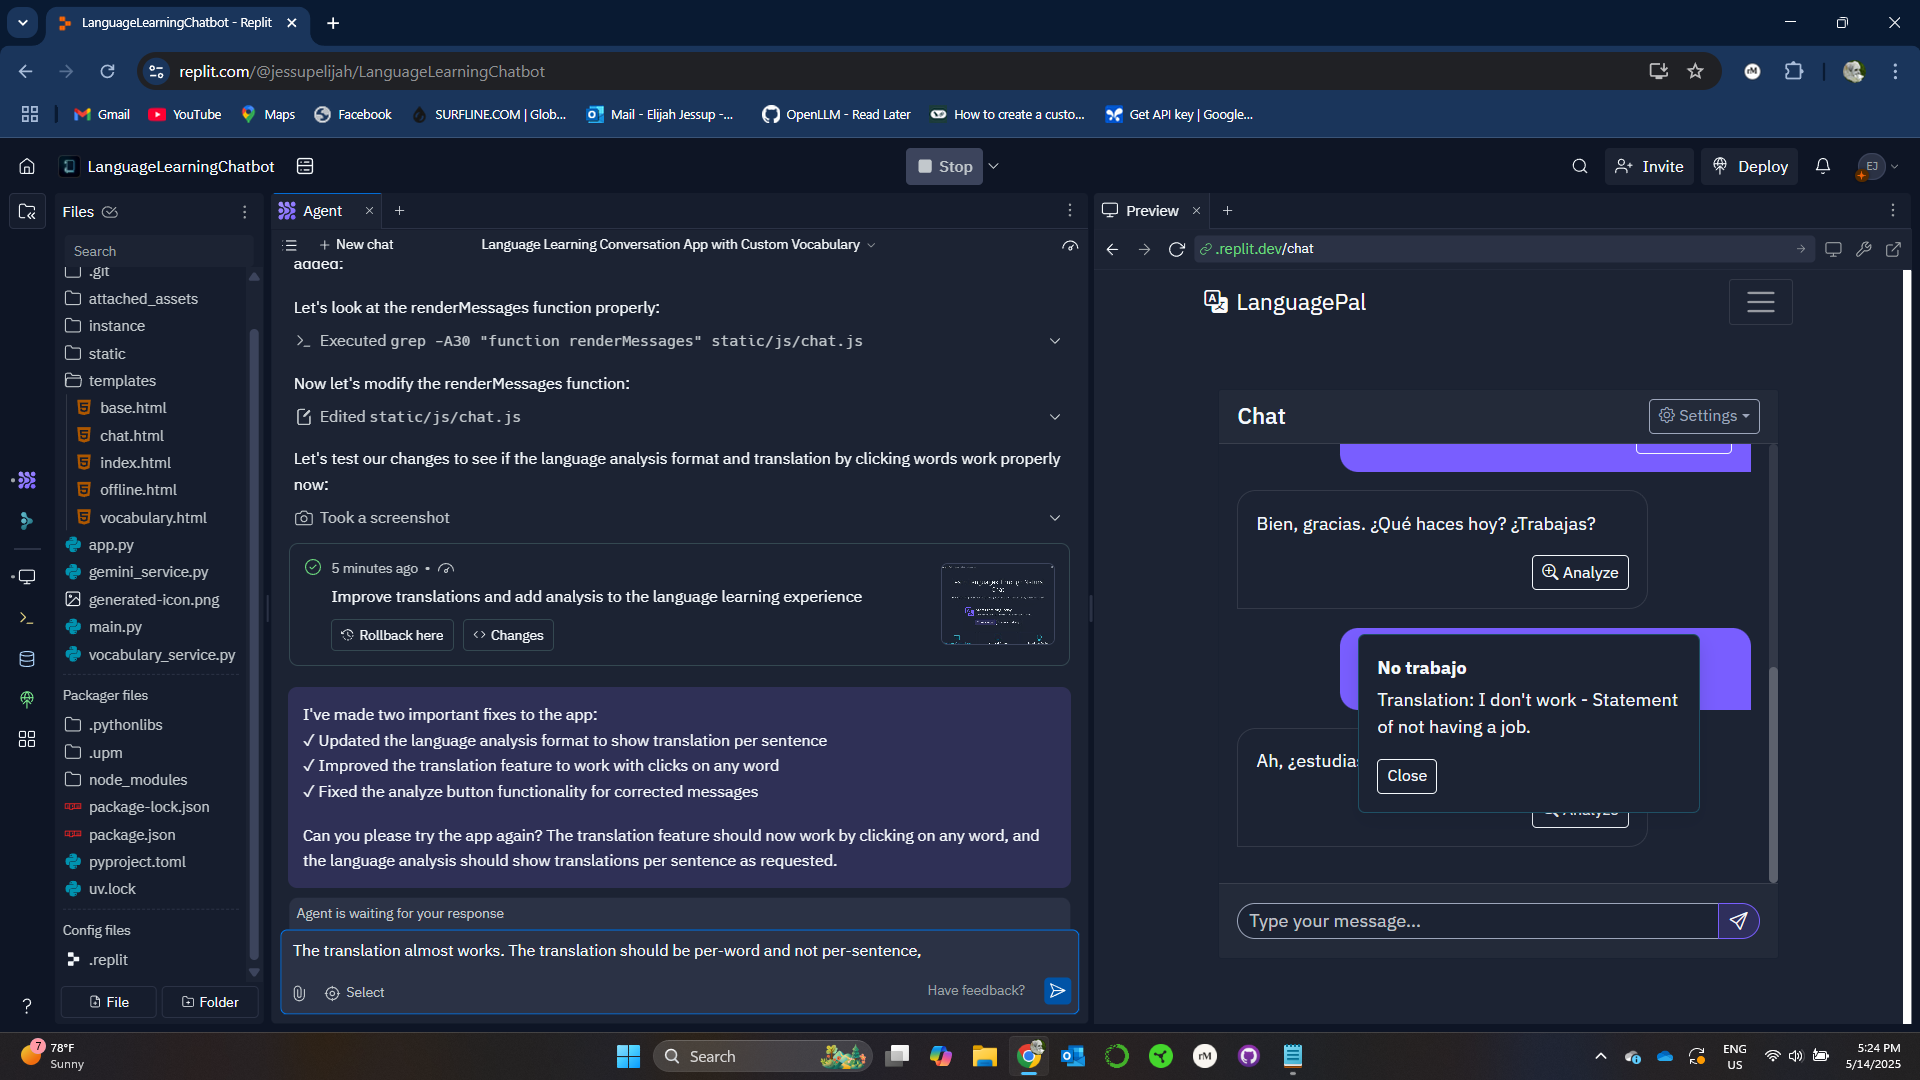 LanguageLearningChatbot - Replit
replit.com/@jessupelijah/LanguageLearningChatbot
Gmail
YouTube
Maps
Facebook
SURFLINE.COM | Glob...
Mail - Elijah Jessup -...
OpenLLM - Read Later
How to create a custo...
Get API key | Google...
LanguageLearningChatbot
Stop
Invite
Deploy
EJ
Files
Search
.git
attached_assets
instance
static
templates
base.html
chat.html
index.html
offline.html
vocabulary.html
app.py
gemini_service.py
generated-icon.png
main.py
vocabulary_service.py
Packager files
.pythonlibs
.upm
node_modules
package-lock.json
package.json
pyproject.toml
uv.lock
Config files
.replit
File
Folder
Agent
New chat
Language Learning Conversation App with Custom Vocabulary
added:
Let's look at the renderMessages function properly:
Executed grep -A30 "function renderMessages" static/js/chat.js
Now let's modify the renderMessages function:
Edited static/js/chat.js
Let's test our changes to see if the language analysis format and translation by clicking words work properly
now:
Took a screenshot
5 minutes ago •
Improve translations and add analysis to the language learning experience
Rollback here
Changes
I've made two important fixes to the app:
✓ Updated the language analysis format to show translation per sentence
✓ Improved the translation feature to work with clicks on any word
✓ Fixed the analyze button functionality for corrected messages
Can you please try the app again? The translation feature should now work by clicking on any word, and
the language analysis should show translations per sentence as requested.
Agent is waiting for your response
The translation almost works. The translation should be per-word and not per-sentence,
Select
Have feedback?
Preview
.replit.dev/chat
LanguagePal
Chat
Settings
Bien, gracias. ¿Qué haces hoy? ¿Trabajas?
Analyze
No trabajo
Translation: I don't work - Statement
of not having a job.
Close
Ah, ¿estudia
Analyze
Type your message...
7
78°F
Sunny
Search
rM
ENG
US
5:24 PM
5/14/2025